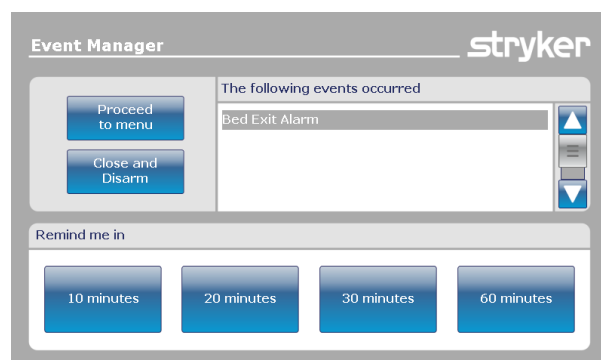 Event Manager
stryker
The following events occurred
Proceed
to menu
Bed Exit Alarm
Close and
Disarm
Remind me in
10 minutes
20 minutes
30 minutes
60 minutes